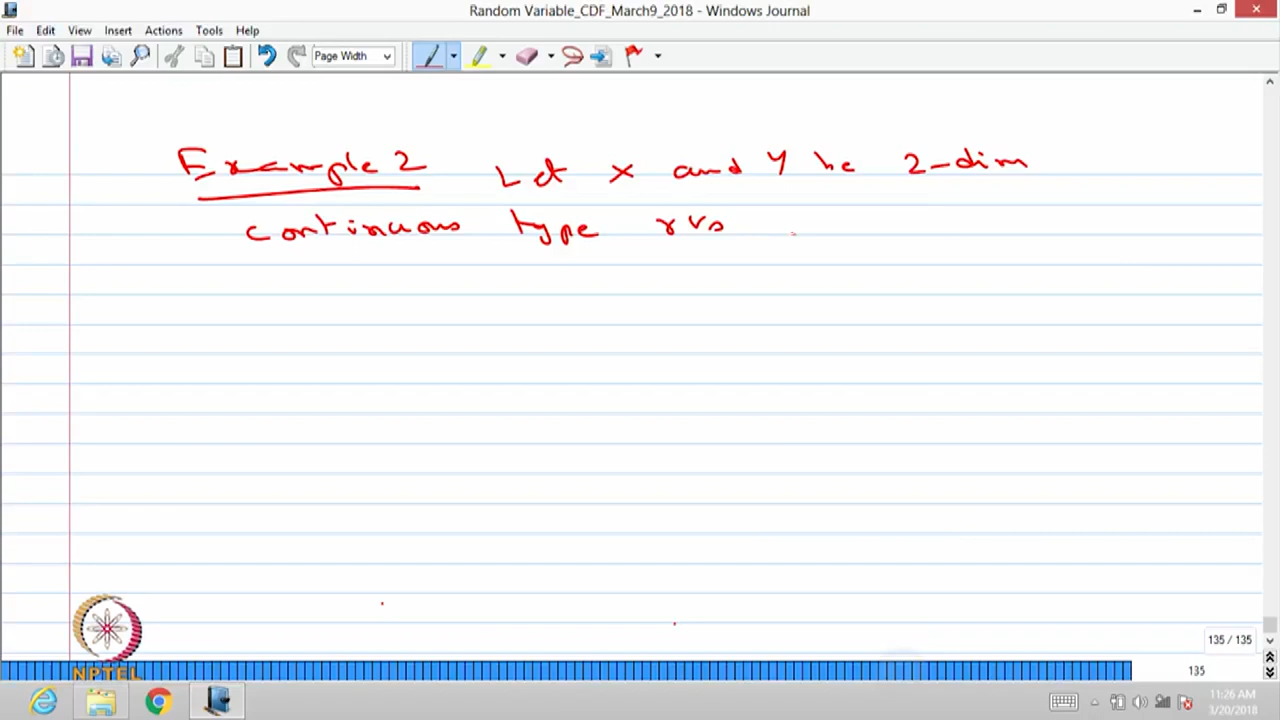 Random Variable_CDF_March9_2018 - Windows Journal
File Edit View Insert Actions Tools Help
Page Width
Example 2 Let X and Y be 2-dim
continuous type rvs
135 / 135
NPTEL
135
11:26 AM
3/20/2018